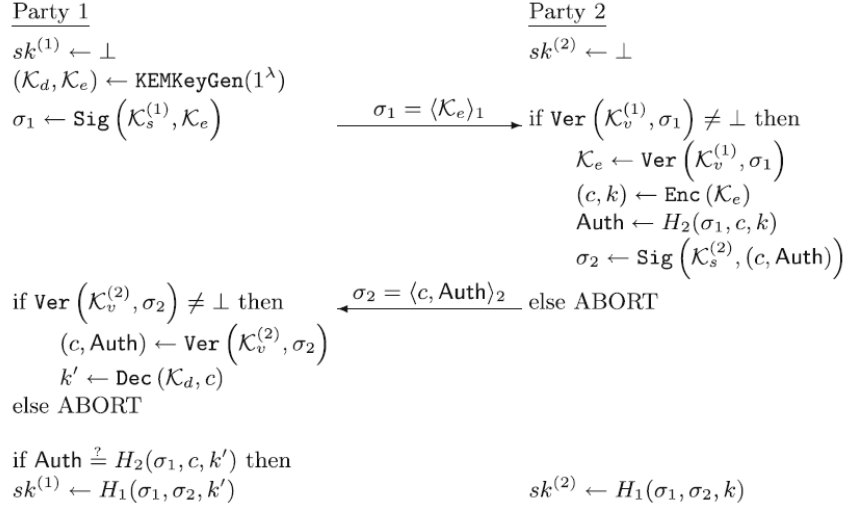 Party 1
Party 2
sk^{(1)} ← ⊥
sk^{(2)} ← ⊥
(𝒦_d, 𝒦_e) ← KEMKeyGen(1^λ)
σ_1 ← Sig(𝒦_s^{(1)}, 𝒦_e)
σ_1 = ⟨𝒦_e⟩_1
if Ver(𝒦_v^{(1)}, σ_1) ≠ ⊥ then
𝒦_e ← Ver(𝒦_v^{(1)}, σ_1)
(c, k) ← Enc(𝒦_e)
Auth ← H_2(σ_1, c, k)
σ_2 ← Sig(𝒦_s^{(2)}, (c, Auth))
if Ver(𝒦_v^{(2)}, σ_2) ≠ ⊥ then
σ_2 = ⟨c, Auth⟩_2
else ABORT
(c, Auth) ← Ver(𝒦_v^{(2)}, σ_2)
k′ ← Dec(𝒦_d, c)
else ABORT
if Auth ≟ H_2(σ_1, c, k′) then
sk^{(1)} ← H_1(σ_1, σ_2, k′)
sk^{(2)} ← H_1(σ_1, σ_2, k)